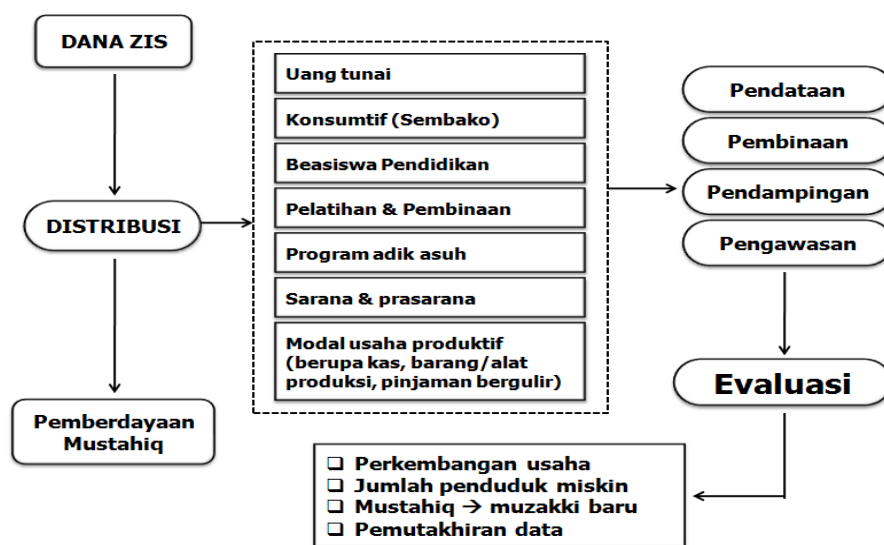 DANA ZIS
DISTRIBUSI
Pemberdayaan
Mustahiq
Uang tunai
Konsumtif (Sembako)
Beasiswa Pendidikan
Pelatihan & Pembinaan
Program adik asuh
Sarana & prasarana
Modal usaha produktif
(berupa kas, barang/alat
produksi, pinjaman bergulir)
Pendataan
Pembinaan
Pendampingan
Pengawasan
Evaluasi
❑ Perkembangan usaha
❑ Jumlah penduduk miskin
❑ Mustahiq → muzakki baru
❑ Pemutakhiran data